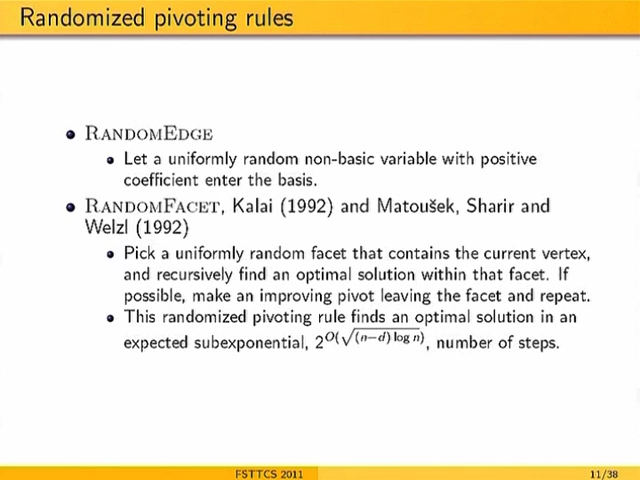 Randomized pivoting rules
RANDOMEDGE
Let a uniformly random non-basic variable with positive
coefficient enter the basis.
RANDOMFACET, Kalai (1992) and Matoušek, Sharir and
Welzl (1992)
Pick a uniformly random facet that contains the current vertex,
and recursively find an optimal solution within that facet. If
possible, make an improving pivot leaving the facet and repeat.
This randomized pivoting rule finds an optimal solution in an
expected subexponential, 2^{O(√((n−d) log n))}, number of steps.
FSTTCS 2011
11/38